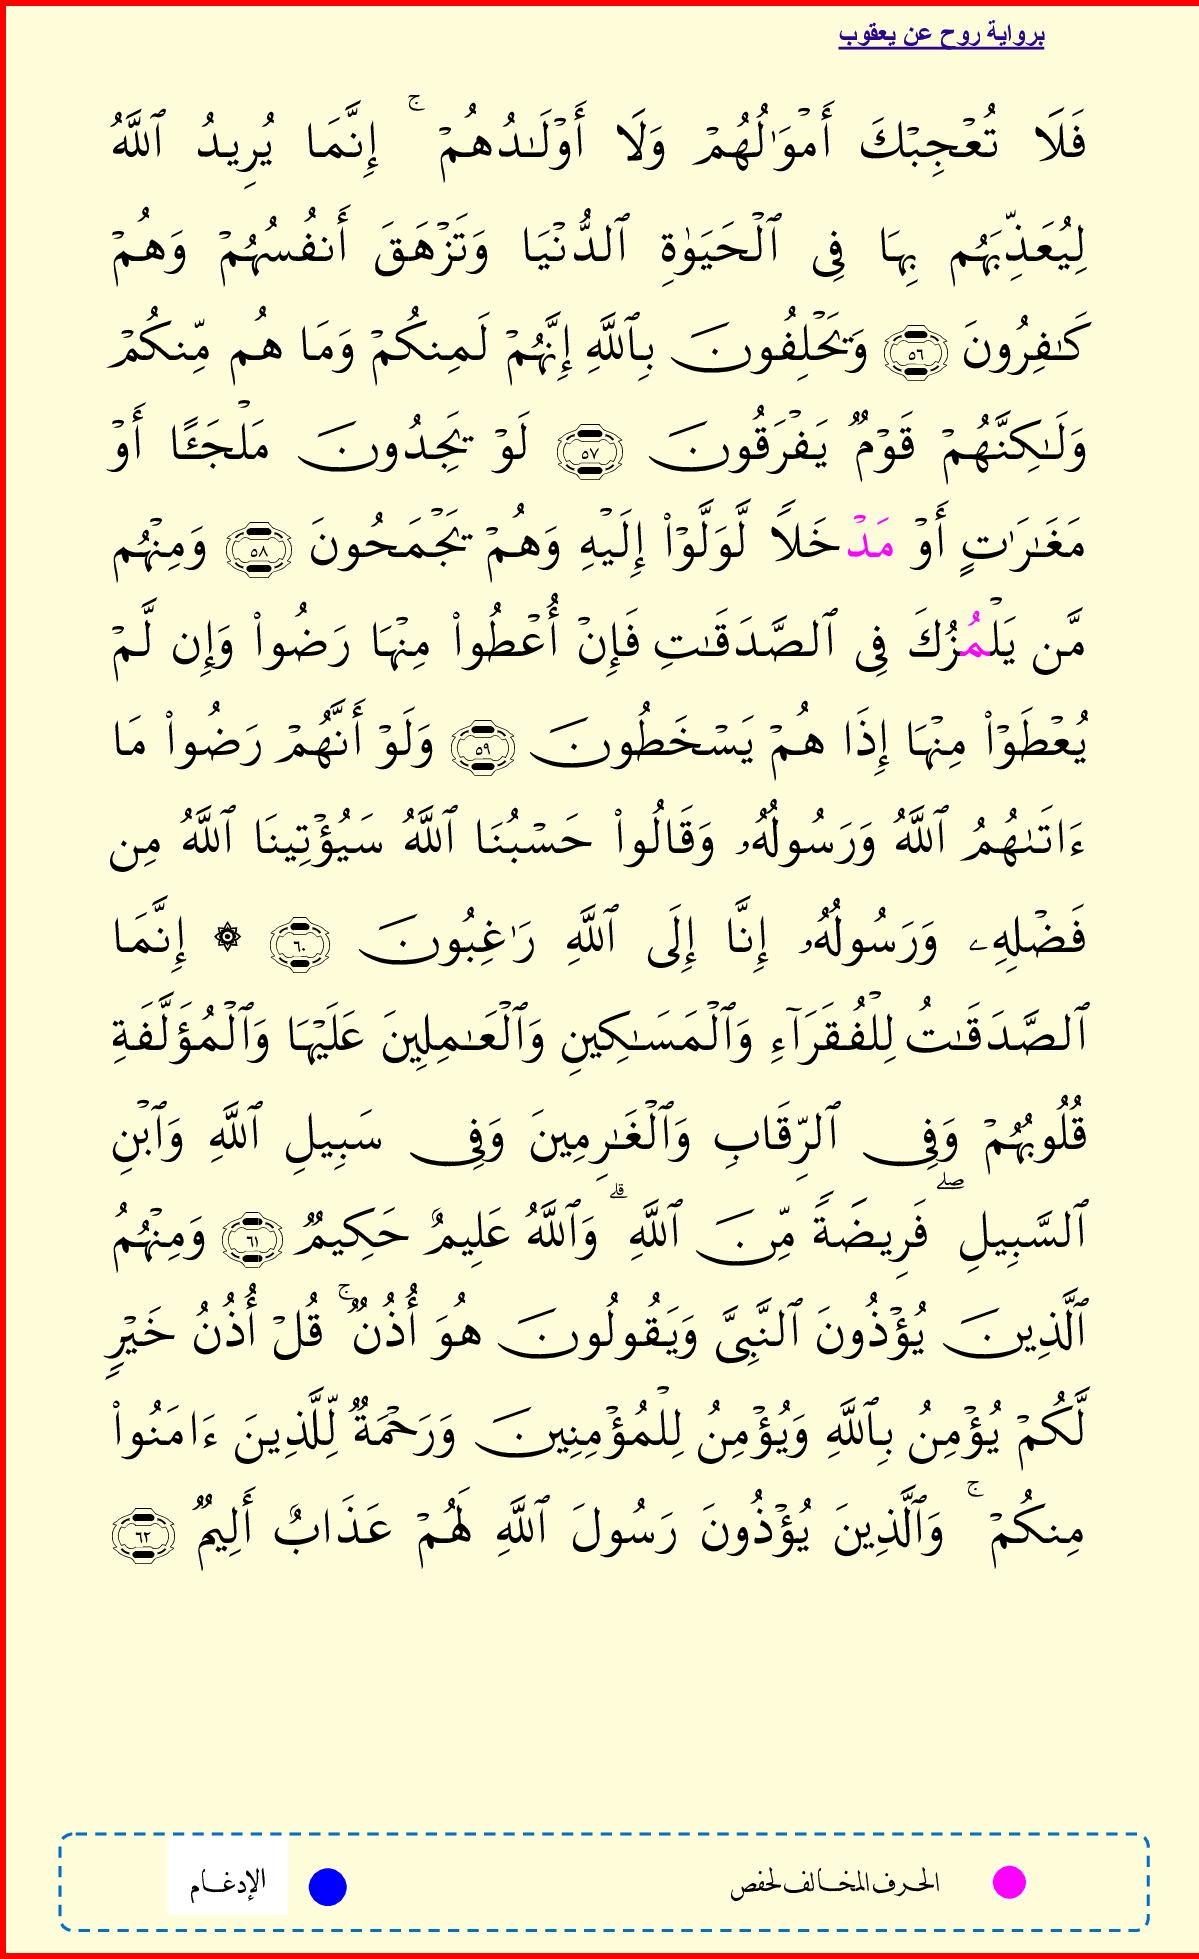 برواية روح عن يعقوب
فَلَا تُعۡجِبۡكَ أَمۡوَٰلُهُمۡ وَلَآ أَوۡلَٰدُهُمۡۚ إِنَّمَا يُرِيدُ ٱللَّهُ
لِيُعَذِّبَهُم بِهَا فِي ٱلۡحَيَوٰةِ ٱلدُّنۡيَا وَتَزۡهَقَ أَنفُسُهُمۡ وَهُمۡ
كَٰفِرُونَ ٥٦ وَيَحۡلِفُونَ بِٱللَّهِ إِنَّهُمۡ لَمِنكُمۡ وَمَا هُم مِّنكُمۡ
وَلَٰكِنَّهُمۡ قَوۡمٞ يَفۡرَقُونَ ٥٧ لَوۡ يَجِدُونَ مَلۡجَـًٔا أَوۡ
مَغَٰرَٰتٍ أَوۡ مَدۡخَلٗا لَّوَلَّوۡاْ إِلَيۡهِ وَهُمۡ يَجۡمَحُونَ ٥٨ وَمِنۡهُم
مَّن يَلۡمُزُكَ فِي ٱلصَّدَقَٰتِ فَإِنۡ أُعۡطُواْ مِنۡهَا رَضُواْ وَإِن لَّمۡ
يُعۡطَوۡاْ مِنۡهَا إِذَا هُمۡ يَسۡخَطُونَ ٥٩ وَلَوۡ أَنَّهُمۡ رَضُواْ مَا
ءَاتَىٰهُمُ ٱللَّهُ وَرَسُولُهُۥ وَقَالُواْ حَسۡبُنَا ٱللَّهُ سَيُؤۡتِينَا ٱللَّهُ مِن
فَضۡلِهِۦ وَرَسُولُهُۥ إِنَّا إِلَى ٱللَّهِ رَٰغِبُونَ ٦٠ ۞ إِنَّمَا
ٱلصَّدَقَٰتُ لِلۡفُقَرَآءِ وَٱلۡمَسَٰكِينِ وَٱلۡعَٰمِلِينَ عَلَيۡهَا وَٱلۡمُؤَلَّفَةِ
قُلُوبُهُمۡ وَفِي ٱلرِّقَابِ وَٱلۡغَٰرِمِينَ وَفِي سَبِيلِ ٱللَّهِ وَٱبۡنِ
ٱلسَّبِيلِۖ فَرِيضَةٗ مِّنَ ٱللَّهِۗ وَٱللَّهُ عَلِيمٌ حَكِيمٞ ٦١ وَمِنۡهُمُ
ٱلَّذِينَ يُؤۡذُونَ ٱلنَّبِيَّ وَيَقُولُونَ هُوَ أُذُنٞۚ قُلۡ أُذُنُ خَيۡرٖ
لَّكُمۡ يُؤۡمِنُ بِٱللَّهِ وَيُؤۡمِنُ لِلۡمُؤۡمِنِينَ وَرَحۡمَةٞ لِّلَّذِينَ ءَامَنُواْ
مِنكُمۡۚ وَٱلَّذِينَ يُؤۡذُونَ رَسُولَ ٱللَّهِ لَهُمۡ عَذَابٌ أَلِيمٞ ٦٢
الحرف المخالف لحفص الإدغام